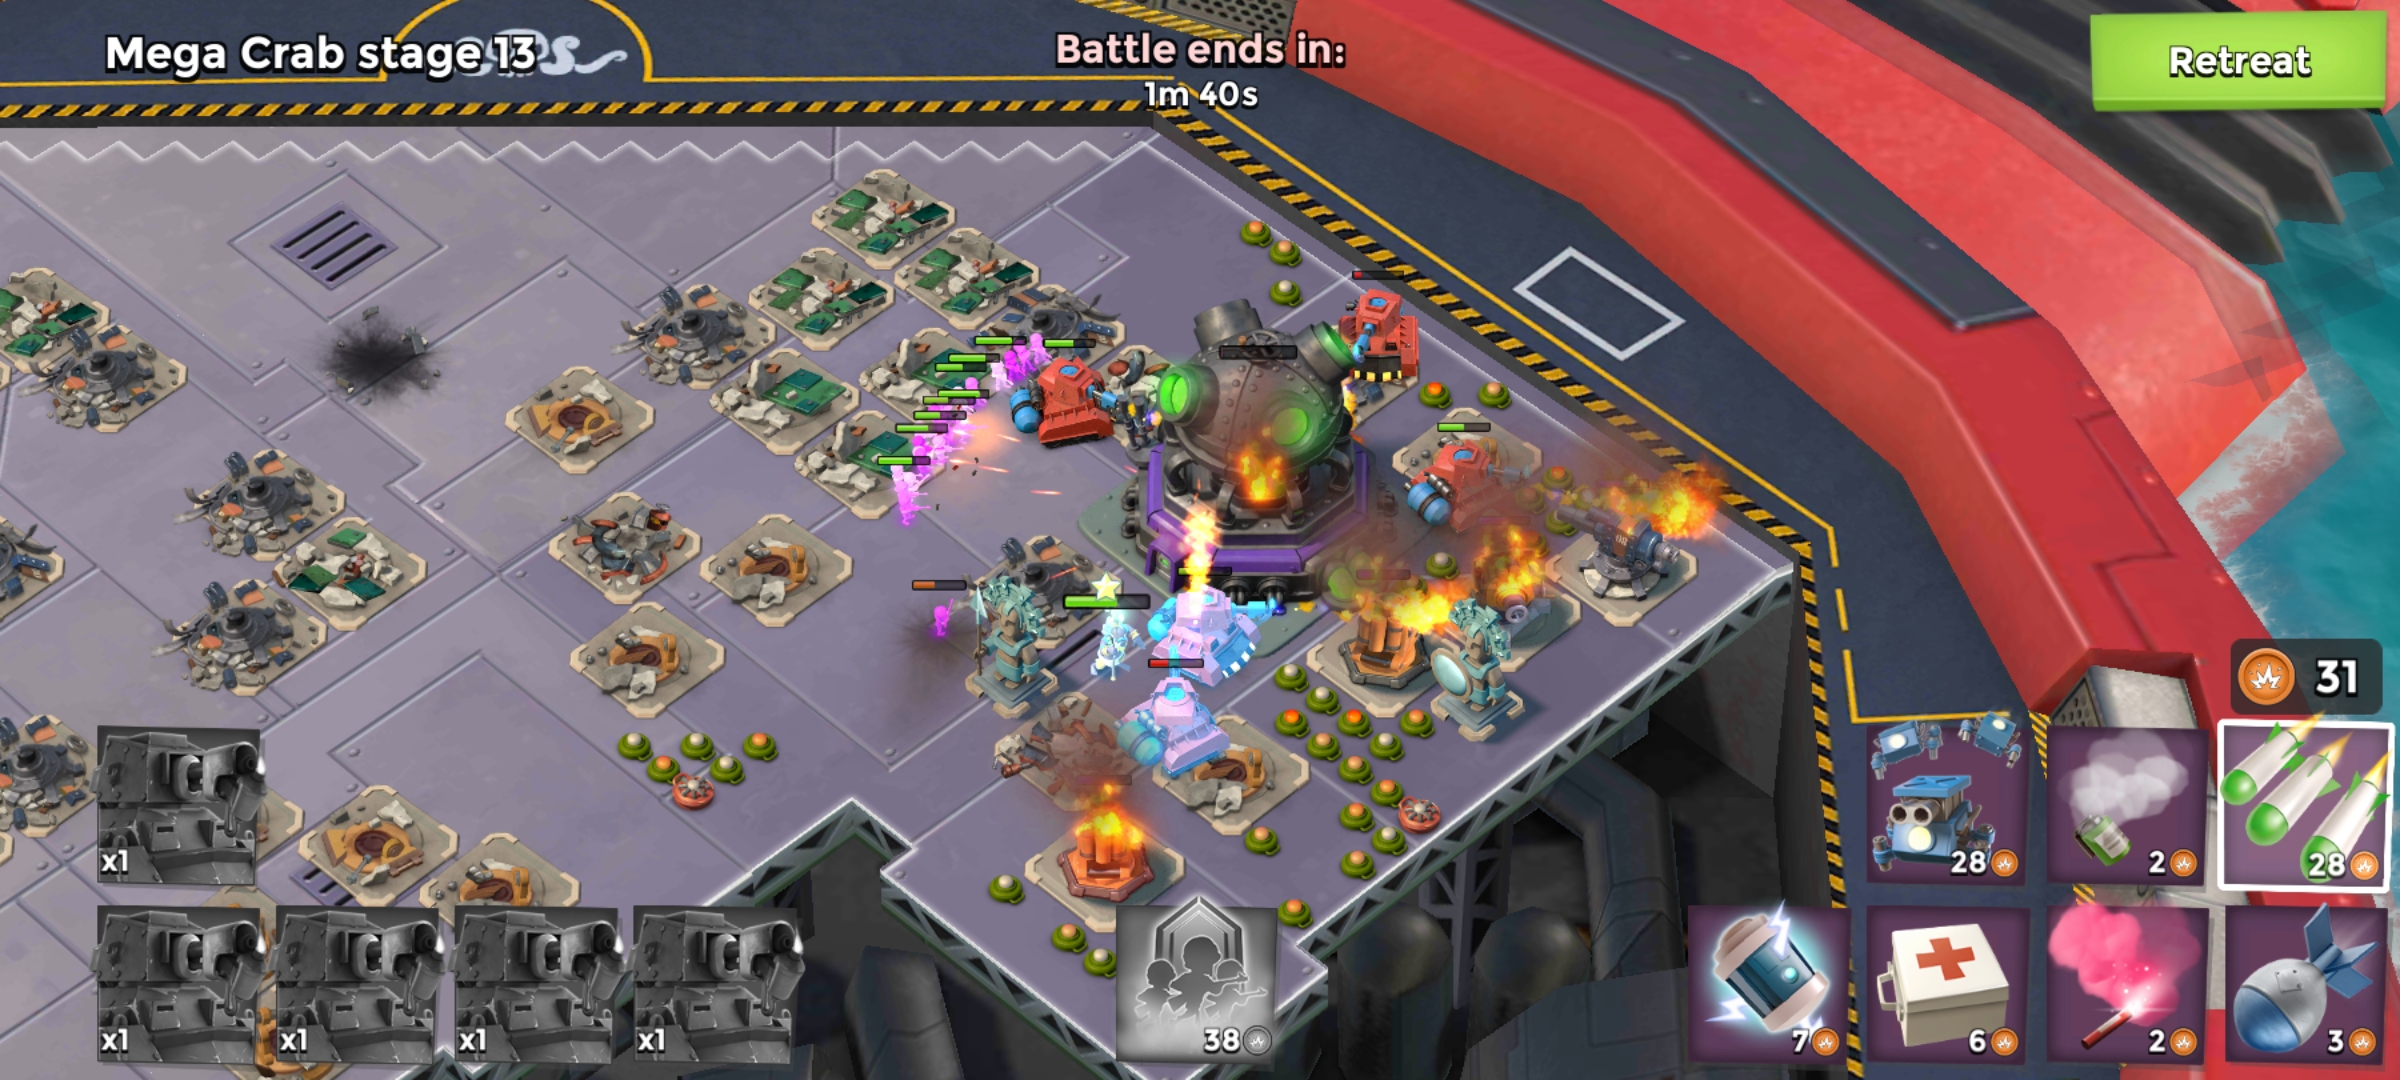 Mega Crab stage 13
Battle ends in:
1m 40s
Retreat
31
x1
28
2
28
x1
x1
x1
x1
38
7
6
2
3